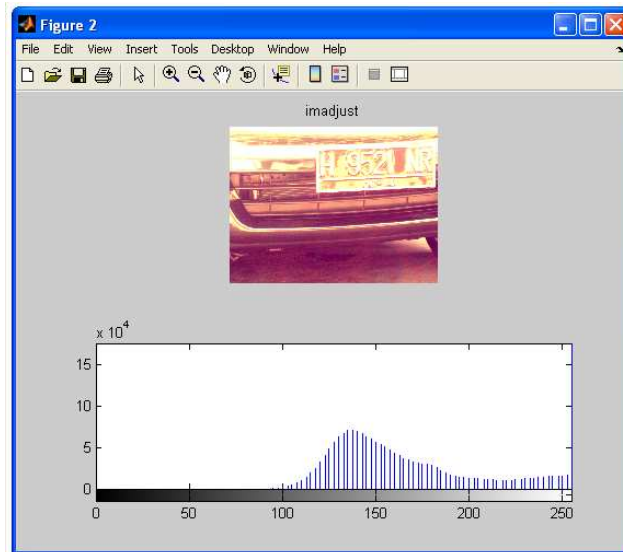 Figure 2
File Edit View Insert Tools Desktop Window Help
imadjust
H 9521 NR
x 10^4
15
10
5
0
0 50 100 150 200 250